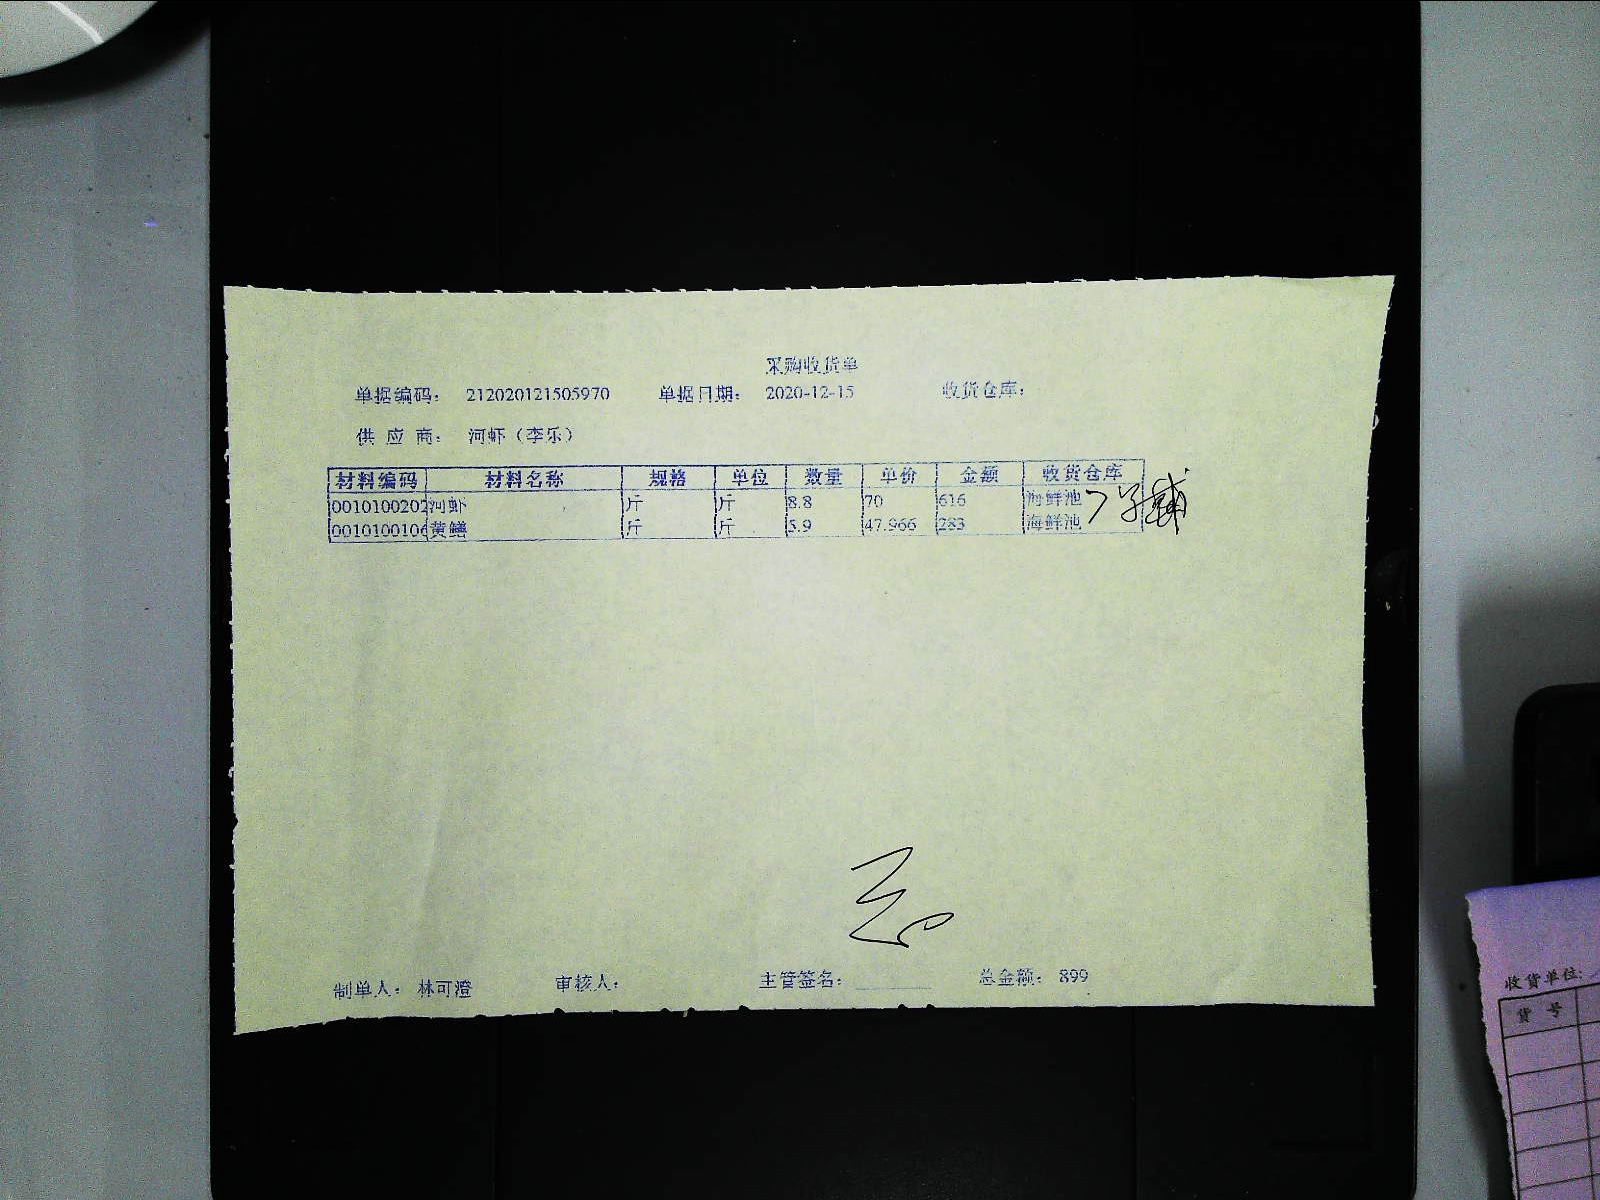 采购收货单
单据编码： 212020121505970 单据日期： 2020-12-15 收货仓库：
供 应 商： 河虾（李乐）
材料编码 材料名称 规格 单位 数量 单价 金额 收货仓库
0010100202 河虾 斤 斤 8.8 70 616 海鲜池
0010100106 黄鳝 斤 斤 5.9 47.966 283 海鲜池
制单人： 林可澄 审核人： 主管签名： 总金额： 899
收货单位:
货 号